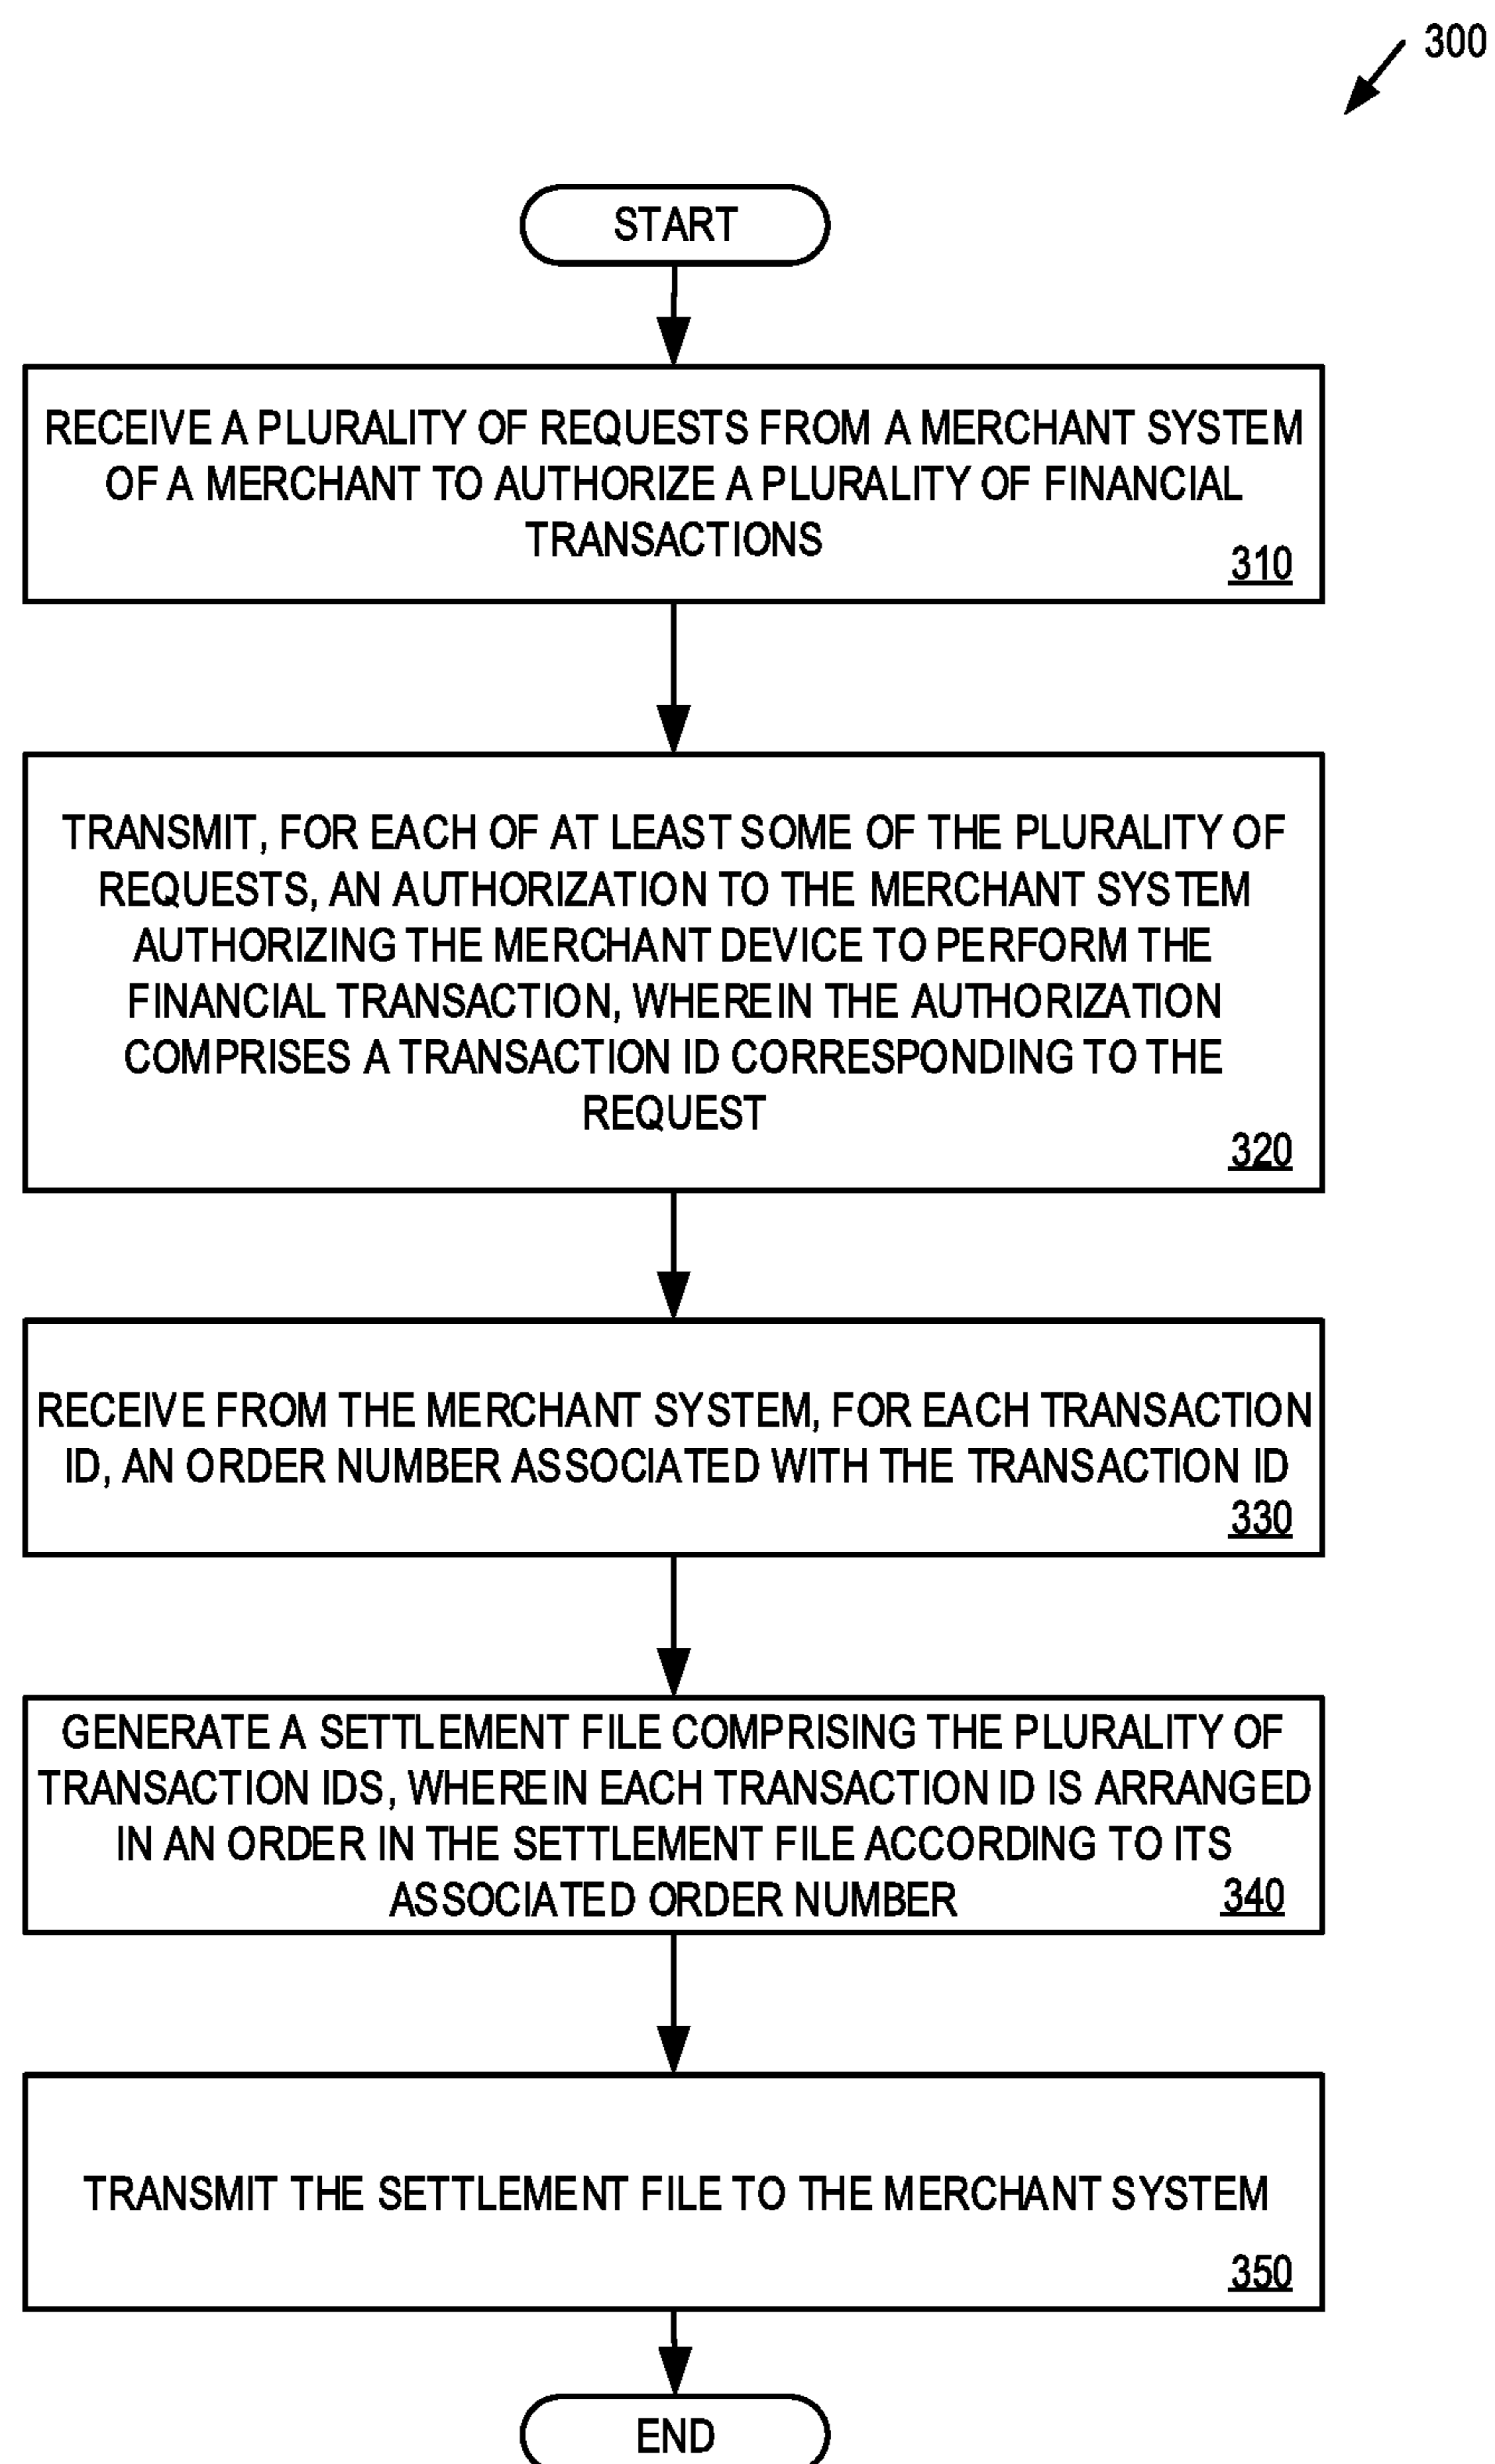 300
START
RECEIVE A PLURALITY OF REQUESTS FROM A MERCHANT SYSTEM
OF A MERCHANT TO AUTHORIZE A PLURALITY OF FINANCIAL
TRANSACTIONS
310
TRANSMIT, FOR EACH OF AT LEAST SOME OF THE PLURALITY OF
REQUESTS, AN AUTHORIZATION TO THE MERCHANT SYSTEM
AUTHORIZING THE MERCHANT DEVICE TO PERFORM THE
FINANCIAL TRANSACTION, WHEREIN THE AUTHORIZATION
COMPRISES A TRANSACTION ID CORRESPONDING TO THE
REQUEST
320
RECEIVE FROM THE MERCHANT SYSTEM, FOR EACH TRANSACTION
ID, AN ORDER NUMBER ASSOCIATED WITH THE TRANSACTION ID
330
GENERATE A SETTLEMENT FILE COMPRISING THE PLURALITY OF
TRANSACTION IDS, WHEREIN EACH TRANSACTION ID IS ARRANGED
IN AN ORDER IN THE SETTLEMENT FILE ACCORDING TO ITS
ASSOCIATED ORDER NUMBER
340
TRANSMIT THE SETTLEMENT FILE TO THE MERCHANT SYSTEM
350
END